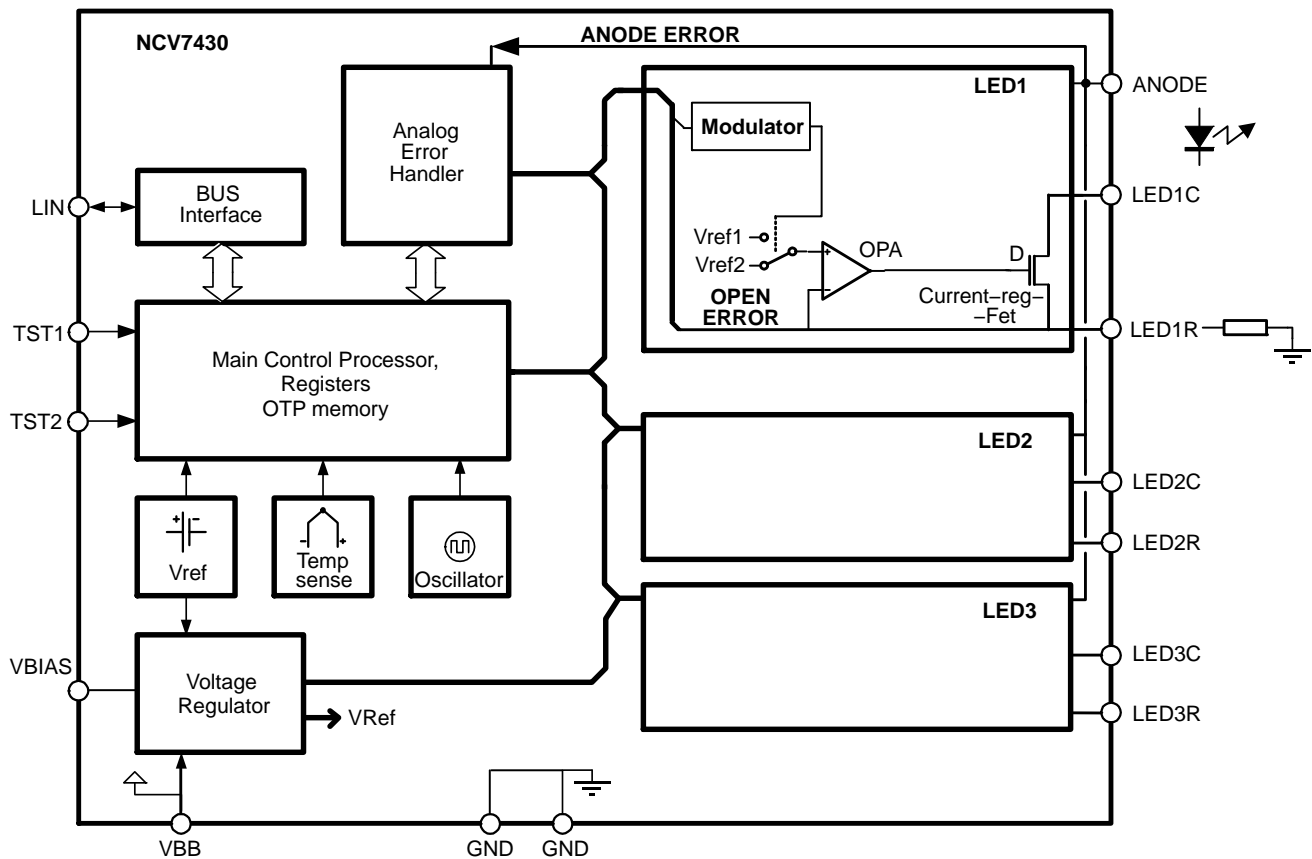 NCV7430
ANODE ERROR
LED1
ANODE
Modulator
Analog
Error
Handler
BUS
Interface
LIN
LED1C
Vref1
Vref2
+
-
OPA
D
Current-reg-
-Fet
OPEN
ERROR
LED1R
TST1
Main Control Processor,
Registers
OTP memory
TST2
LED2
LED2C
LED2R
+ -
Vref
- +
Temp
sense
Oscillator
LED3
LED3C
LED3R
VBIAS
Voltage
Regulator
VRef
VBB
GND
GND